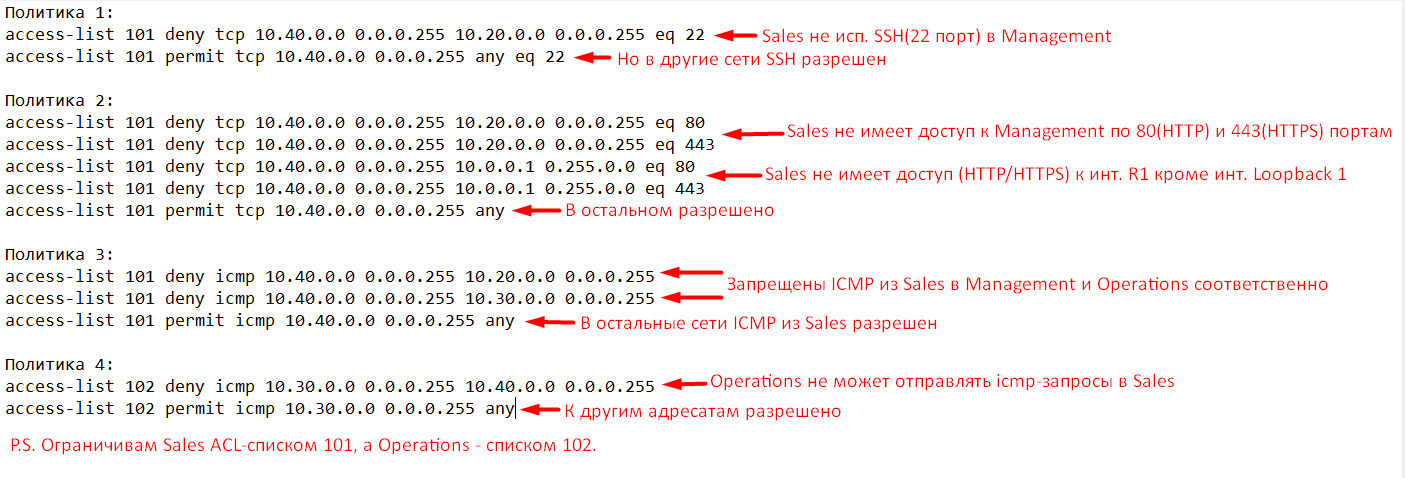 Политика 1:
access-list 101 deny tcp 10.40.0.0 0.0.0.255 10.20.0.0 0.0.0.255 eq 22 Sales не исп. SSH(22 порт) в Management
access-list 101 permit tcp 10.40.0.0 0.0.0.255 any eq 22 Но в другие сети SSH разрешен
Политика 2:
access-list 101 deny tcp 10.40.0.0 0.0.0.255 10.20.0.0 0.0.0.255 eq 80
Sales не имеет доступ к Management по 80(HTTP) и 443(HTTPS) портам
access-list 101 deny tcp 10.40.0.0 0.0.0.255 10.20.0.0 0.0.0.255 eq 443
access-list 101 deny tcp 10.40.0.0 0.0.0.255 10.0.0.1 0.255.0.0 eq 80
Sales не имеет доступ (HTTP/HTTPS) к инт. R1 кроме инт. Loopback 1
access-list 101 deny tcp 10.40.0.0 0.0.0.255 10.0.0.1 0.255.0.0 eq 443
access-list 101 permit tcp 10.40.0.0 0.0.0.255 any В остальном разрешено
Политика 3:
access-list 101 deny icmp 10.40.0.0 0.0.0.255 10.20.0.0 0.0.0.255
Запрещены ICMP из Sales в Management и Operations соответственно
access-list 101 deny icmp 10.40.0.0 0.0.0.255 10.30.0.0 0.0.0.255
access-list 101 permit icmp 10.40.0.0 0.0.0.255 any В остальные сети ICMP из Sales разрешен
Политика 4:
access-list 102 deny icmp 10.30.0.0 0.0.0.255 10.40.0.0 0.0.0.255 Operations не может отправлять icmp-запросы в Sales
access-list 102 permit icmp 10.30.0.0 0.0.0.255 any К другим адресатам разрешено
P.S. Ограничивам Sales ACL-списком 101, а Operations - списком 102.